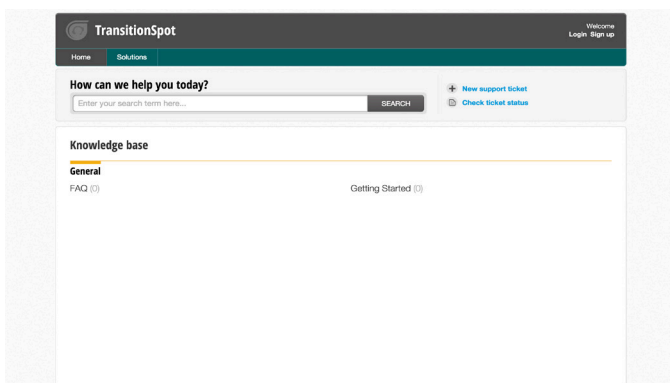 TransitionSpot
Welcome
Login Sign up
Home Solutions
How can we help you today?
Enter your search term here...
SEARCH
New support ticket
Check ticket status
Knowledge base
General
FAQ (0)
Getting Started (0)